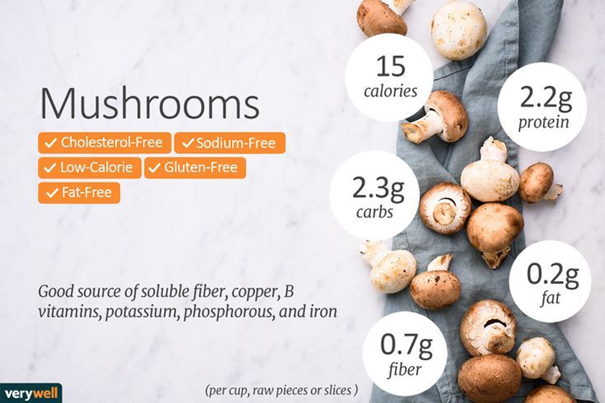 Mushrooms
Cholesterol-Free
Sodium-Free
Low-Calorie
Gluten-Free
Fat-Free
Good source of soluble fiber, copper, B
vitamins, potassium, phosphorous, and iron
15
calories
2.2g
protein
2.3g
carbs
0.2g
fat
0.7g
fiber
(per cup, raw pieces or slices )
verywell